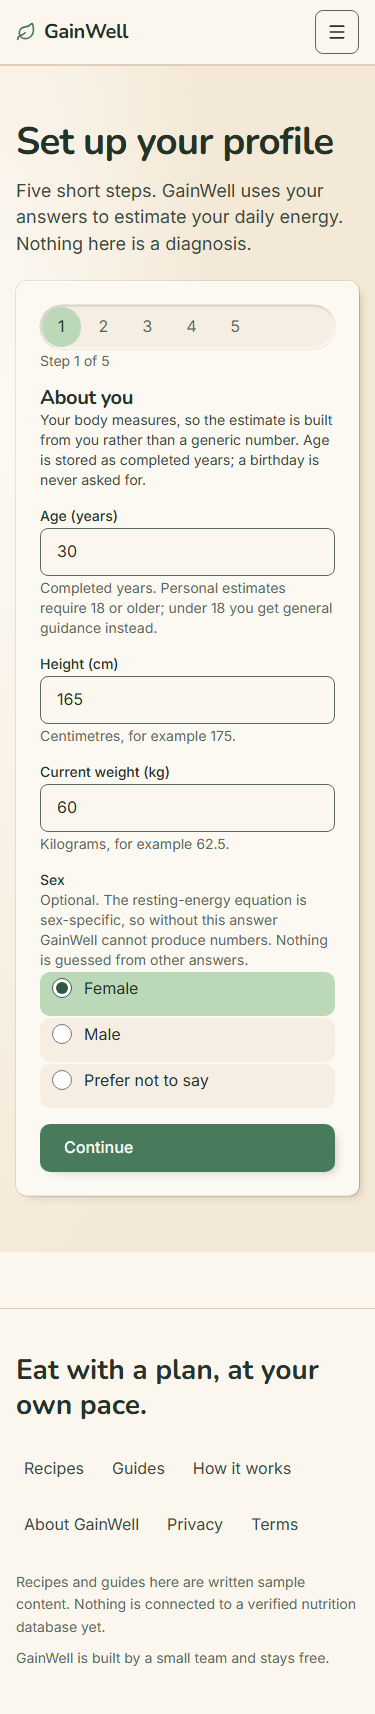 GainWell
Set up your profile
Five short steps. GainWell uses your
answers to estimate your daily energy.
Nothing here is a diagnosis.
1 2 3 4 5
Step 1 of 5
About you
Your body measures, so the estimate is built
from you rather than a generic number. Age
is stored as completed years; a birthday is
never asked for.
Age (years)
30
Completed years. Personal estimates
require 18 or older; under 18 you get general
guidance instead.
Height (cm)
165
Centimetres, for example 175.
Current weight (kg)
60
Kilograms, for example 62.5.
Sex
Optional. The resting-energy equation is
sex-specific, so without this answer
GainWell cannot produce numbers. Nothing
is guessed from other answers.
Female
Male
Prefer not to say
Continue
Eat with a plan, at your
own pace.
Recipes Guides How it works
About GainWell Privacy Terms
Recipes and guides here are written sample
content. Nothing is connected to a verified nutrition
database yet.
GainWell is built by a small team and stays free.